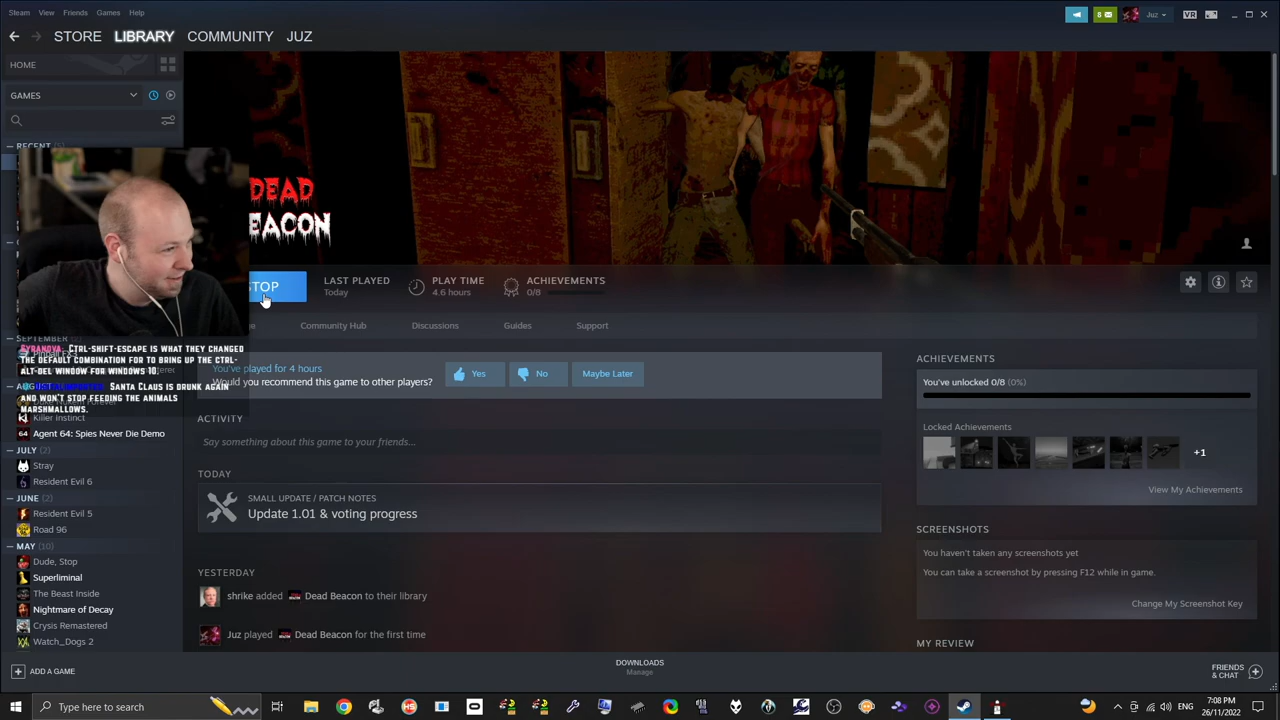 Steam View Friends Games Help
8 Juz VR
STORE LIBRARY COMMUNITY JUZ
HOME
GAMES
RECENT (5)
DEAD
BEACON
STOP
LAST PLAYED
Today
PLAY TIME
4.6 hours
ACHIEVEMENTS
0/8
Community Hub Discussions Guides Support
SEPTEMBER
Ctrl-shift-escape is what they changed
the default combination for to bring up the ctrl-
alt-del window for windows 10.
Santa Claus is drunk again
and won't stop feeding the animals
marshmallows.
Killer Instinct
64 Agent 64: Spies Never Die Demo
JULY (2)
Stray
Resident Evil 6
JUNE (2)
Resident Evil 5
Road 96
MAY (10)
Dude, Stop
Superliminal
The Beast Inside
Nightmare of Decay
Crysis Remastered
Watch_Dogs 2
You've played for 4 hours
Would you recommend this game to other players?
Yes No Maybe Later
ACTIVITY
Say something about this game to your friends...
TODAY
SMALL UPDATE / PATCH NOTES
Update 1.01 & voting progress
YESTERDAY
shrike added Dead Beacon to their library
Juz played Dead Beacon for the first time
ACHIEVEMENTS
You've unlocked 0/8 (0%)
Locked Achievements
+1
View My Achievements
SCREENSHOTS
You haven't taken any screenshots yet
You can take a screenshot by pressing F12 while in game.
Change My Screenshot Key
MY REVIEW
ADD A GAME
DOWNLOADS
Manage
FRIENDS
& CHAT
Type here to search
7:08 PM
26/11/2022